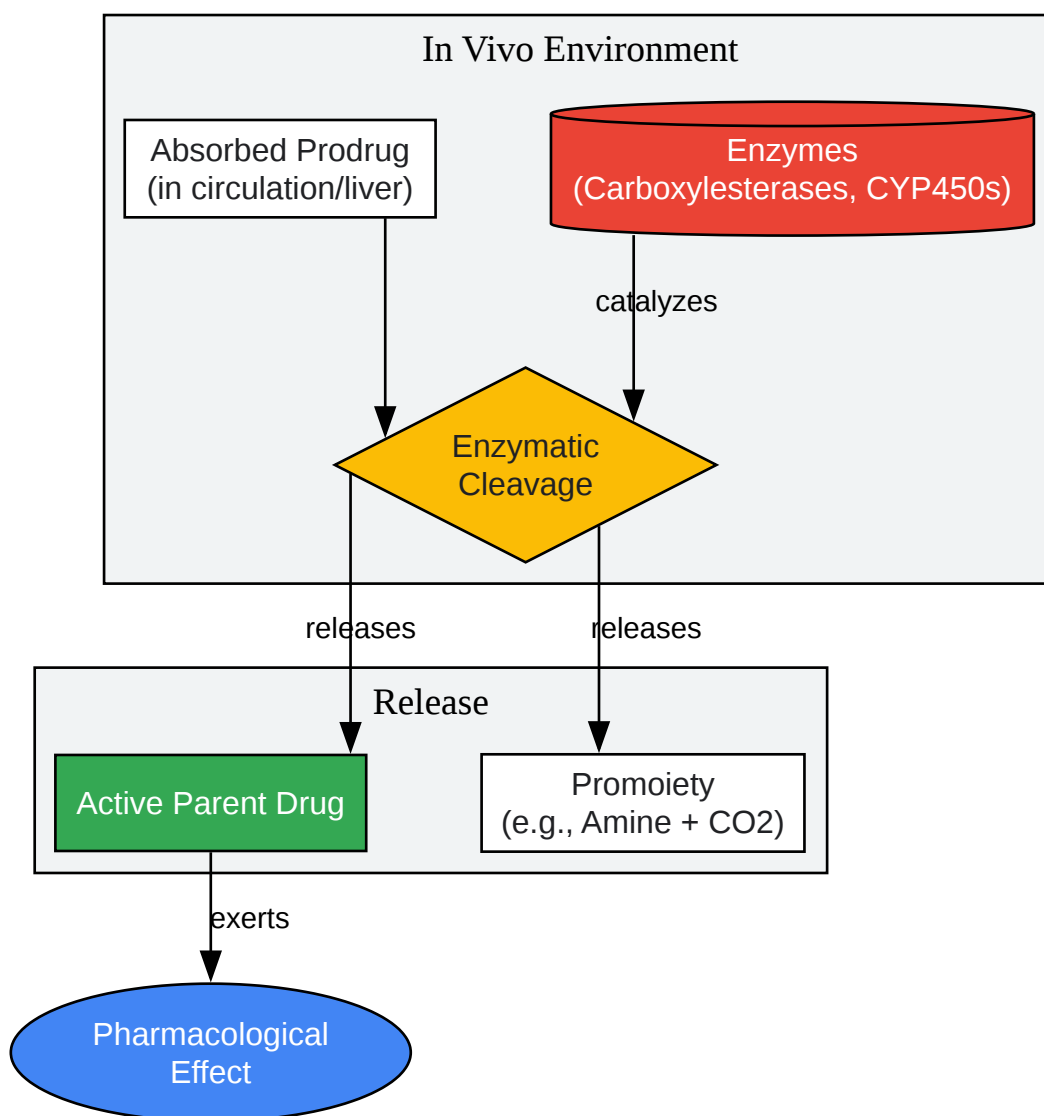 In Vivo Environment
Absorbed Prodrug
(in circulation/liver)
Enzymes
(Carboxylesterases, CYP450s)
catalyzes
Enzymatic
Cleavage
releases
releases
Release
Active Parent Drug
Promoiety
(e.g., Amine + CO2)
exerts
Pharmacological
Effect